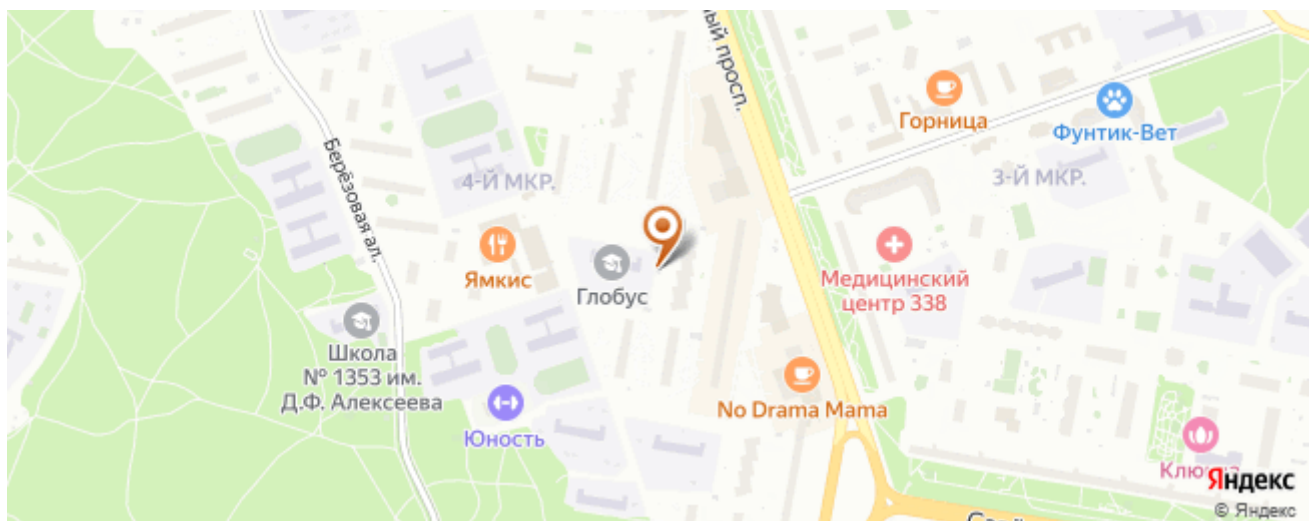 ый просп.
Горница
Фунтик-Вет
Берёзовая ал.
4-Й МКР.
3-Й МКР.
Ямкис
Глобус
Медицинский
центр 338
Школа
№ 1353 им.
Д.Ф. Алексеева
No Drama Mama
Юность
Яндекс
© Яндекс